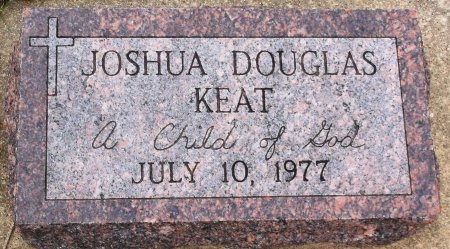 JOSHUA DOUGLAS
KEAT
A Child of God
JULY 10, 1977